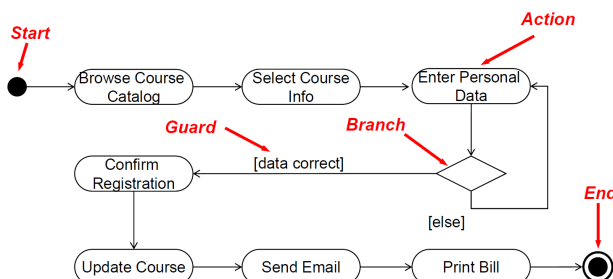 Start
Action
Browse Course
Catalog
Select Course
Info
Enter Personal
Data
Guard
Branch
[data correct]
Confirm
Registration
[else]
End
Update Course
Send Email
Print Bill